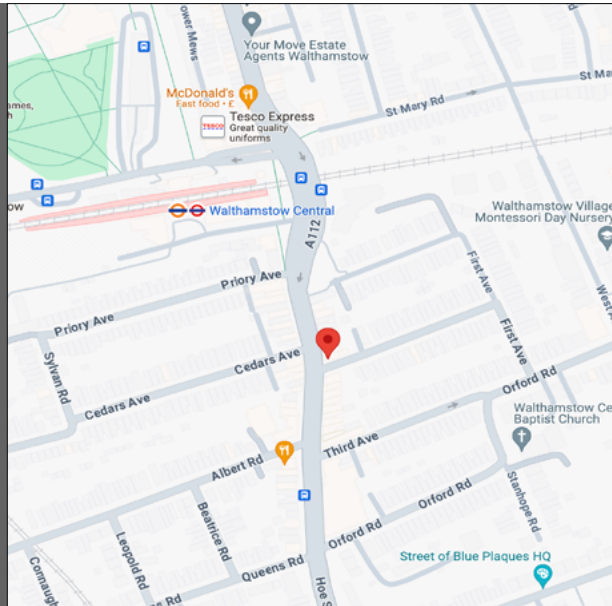 ower Mews
Your Move Estate
Agents Walthamstow
St Ma
McDonald's
Fast food • £
St Mary Rd
TESCO
Tesco Express
Great quality
uniforms
ames,
h
ow
Walthamstow Central
Walthamstow Village
Montessori Day Nursery
A112
Priory Ave
First Ave
West A
Priory Ave
Sylvan Rd
Cedars Ave
First Ave
Orford Rd
Cedars Ave
Walthamstow Ce
Baptist Church
Third Ave
Albert Rd
Orford Rd
Stanhope Rd
Beatrice Rd
Leopold Rd
Orford Rd
Queens Rd
Connaugh
Street of Blue Plaques HQ
s Rd
Hoe S